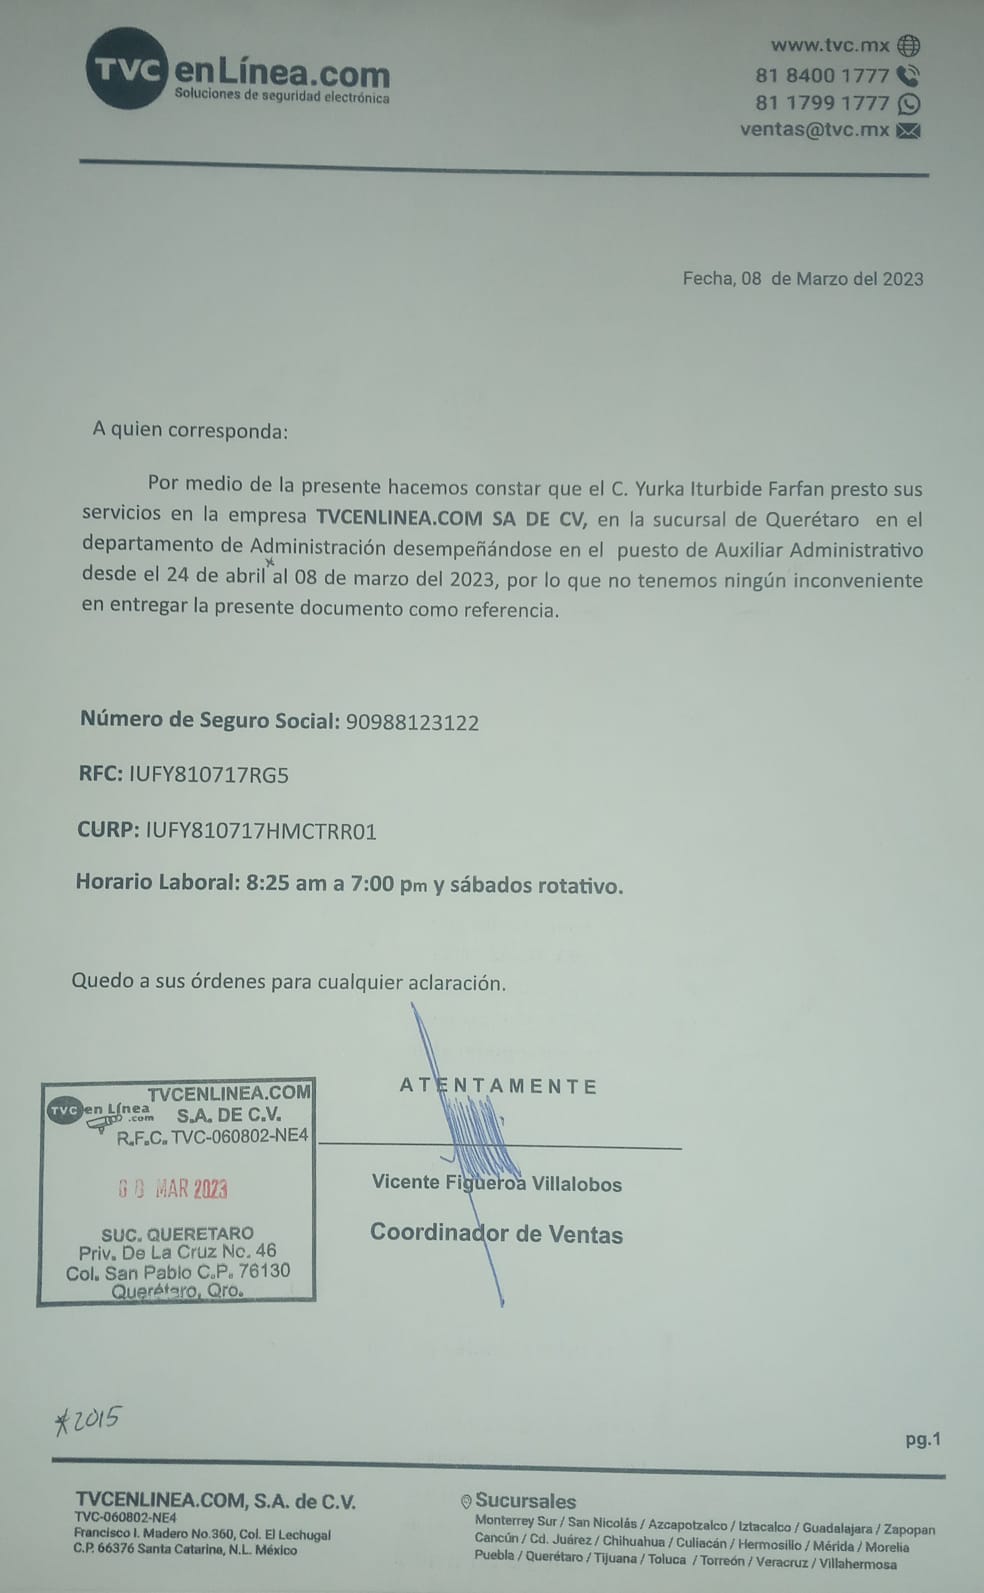 TVC enLínea.com
Soluciones de seguridad electrónica
www.tvc.mx
81 8400 1777
81 1799 1777
ventas@tvc.mx
Fecha, 08 de Marzo del 2023
A quien corresponda:
Por medio de la presente hacemos constar que el C. Yurka Iturbide Farfan presto sus
servicios en la empresa TVCENLINEA.COM SA DE CV, en la sucursal de Querétaro en el
departamento de Administración desempeñándose en el puesto de Auxiliar Administrativo
desde el 24 de abril* al 08 de marzo del 2023, por lo que no tenemos ningún inconveniente
en entregar la presente documento como referencia.
Número de Seguro Social: 90988123122
RFC: IUFY810717RG5
CURP: IUFY810717HMCTRR01
Horario Laboral: 8:25 am a 7:00 pm y sábados rotativo.
Quedo a sus órdenes para cualquier aclaración.
ATENTAMENTE
Vicente Figueroa Villalobos
Coordinador de Ventas
TVCENLINEA.COM
TVC en Línea .com S.A. DE C.V.
R.F.C. TVC-060802-NE4
MAR 2023
SUC. QUERETARO
Priv. De La Cruz No. 46
Col. San Pablo C.P. 76130
Querétaro, Qro.
*2015
pg.1
TVCENLINEA.COM, S.A. de C.V.
TVC-060802-NE4
Francisco I. Madero No.360, Col. El Lechugal
C.P. 66376 Santa Catarina, N.L. México
Sucursales
Monterrey Sur / San Nicolás / Azcapotzalco / Iztacalco / Guadalajara / Zapopan
Cancún / Cd. Juárez / Chihuahua / Culiacán / Hermosillo / Mérida / Morelia
Puebla / Querétaro / Tijuana / Toluca / Torreón / Veracruz / Villahermosa